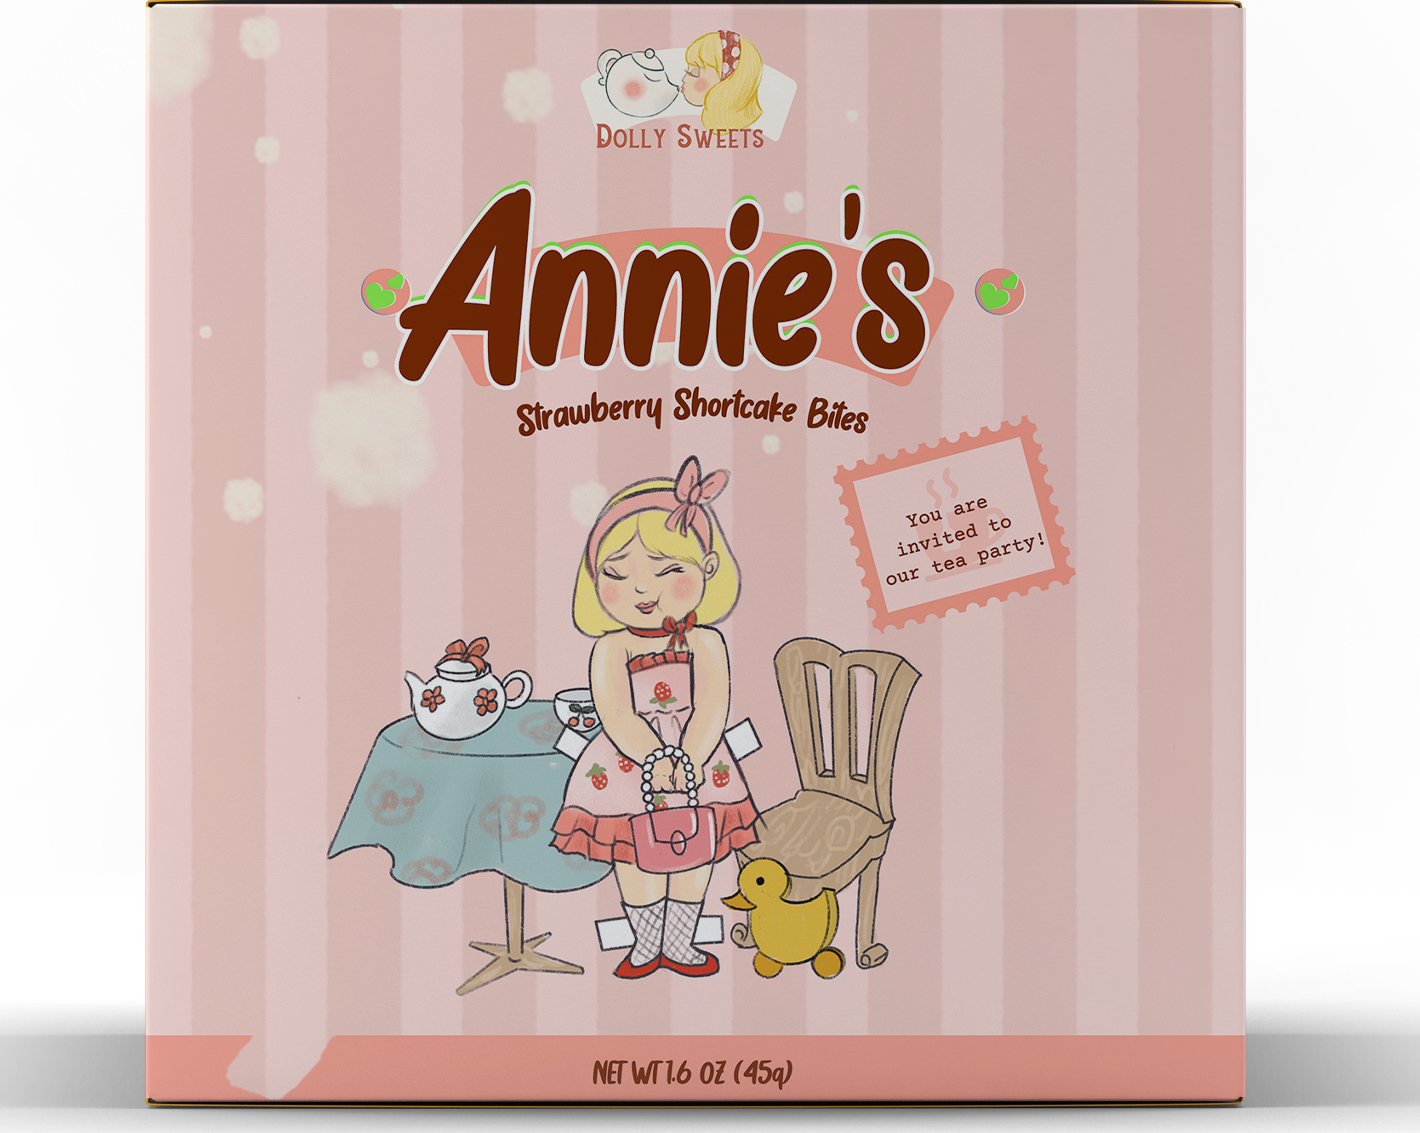 Dolly Sweets
Annie's
Strawberry Shortcake Bites
You are
invited to
our tea party!
NET WT 1.6 OZ (45g)